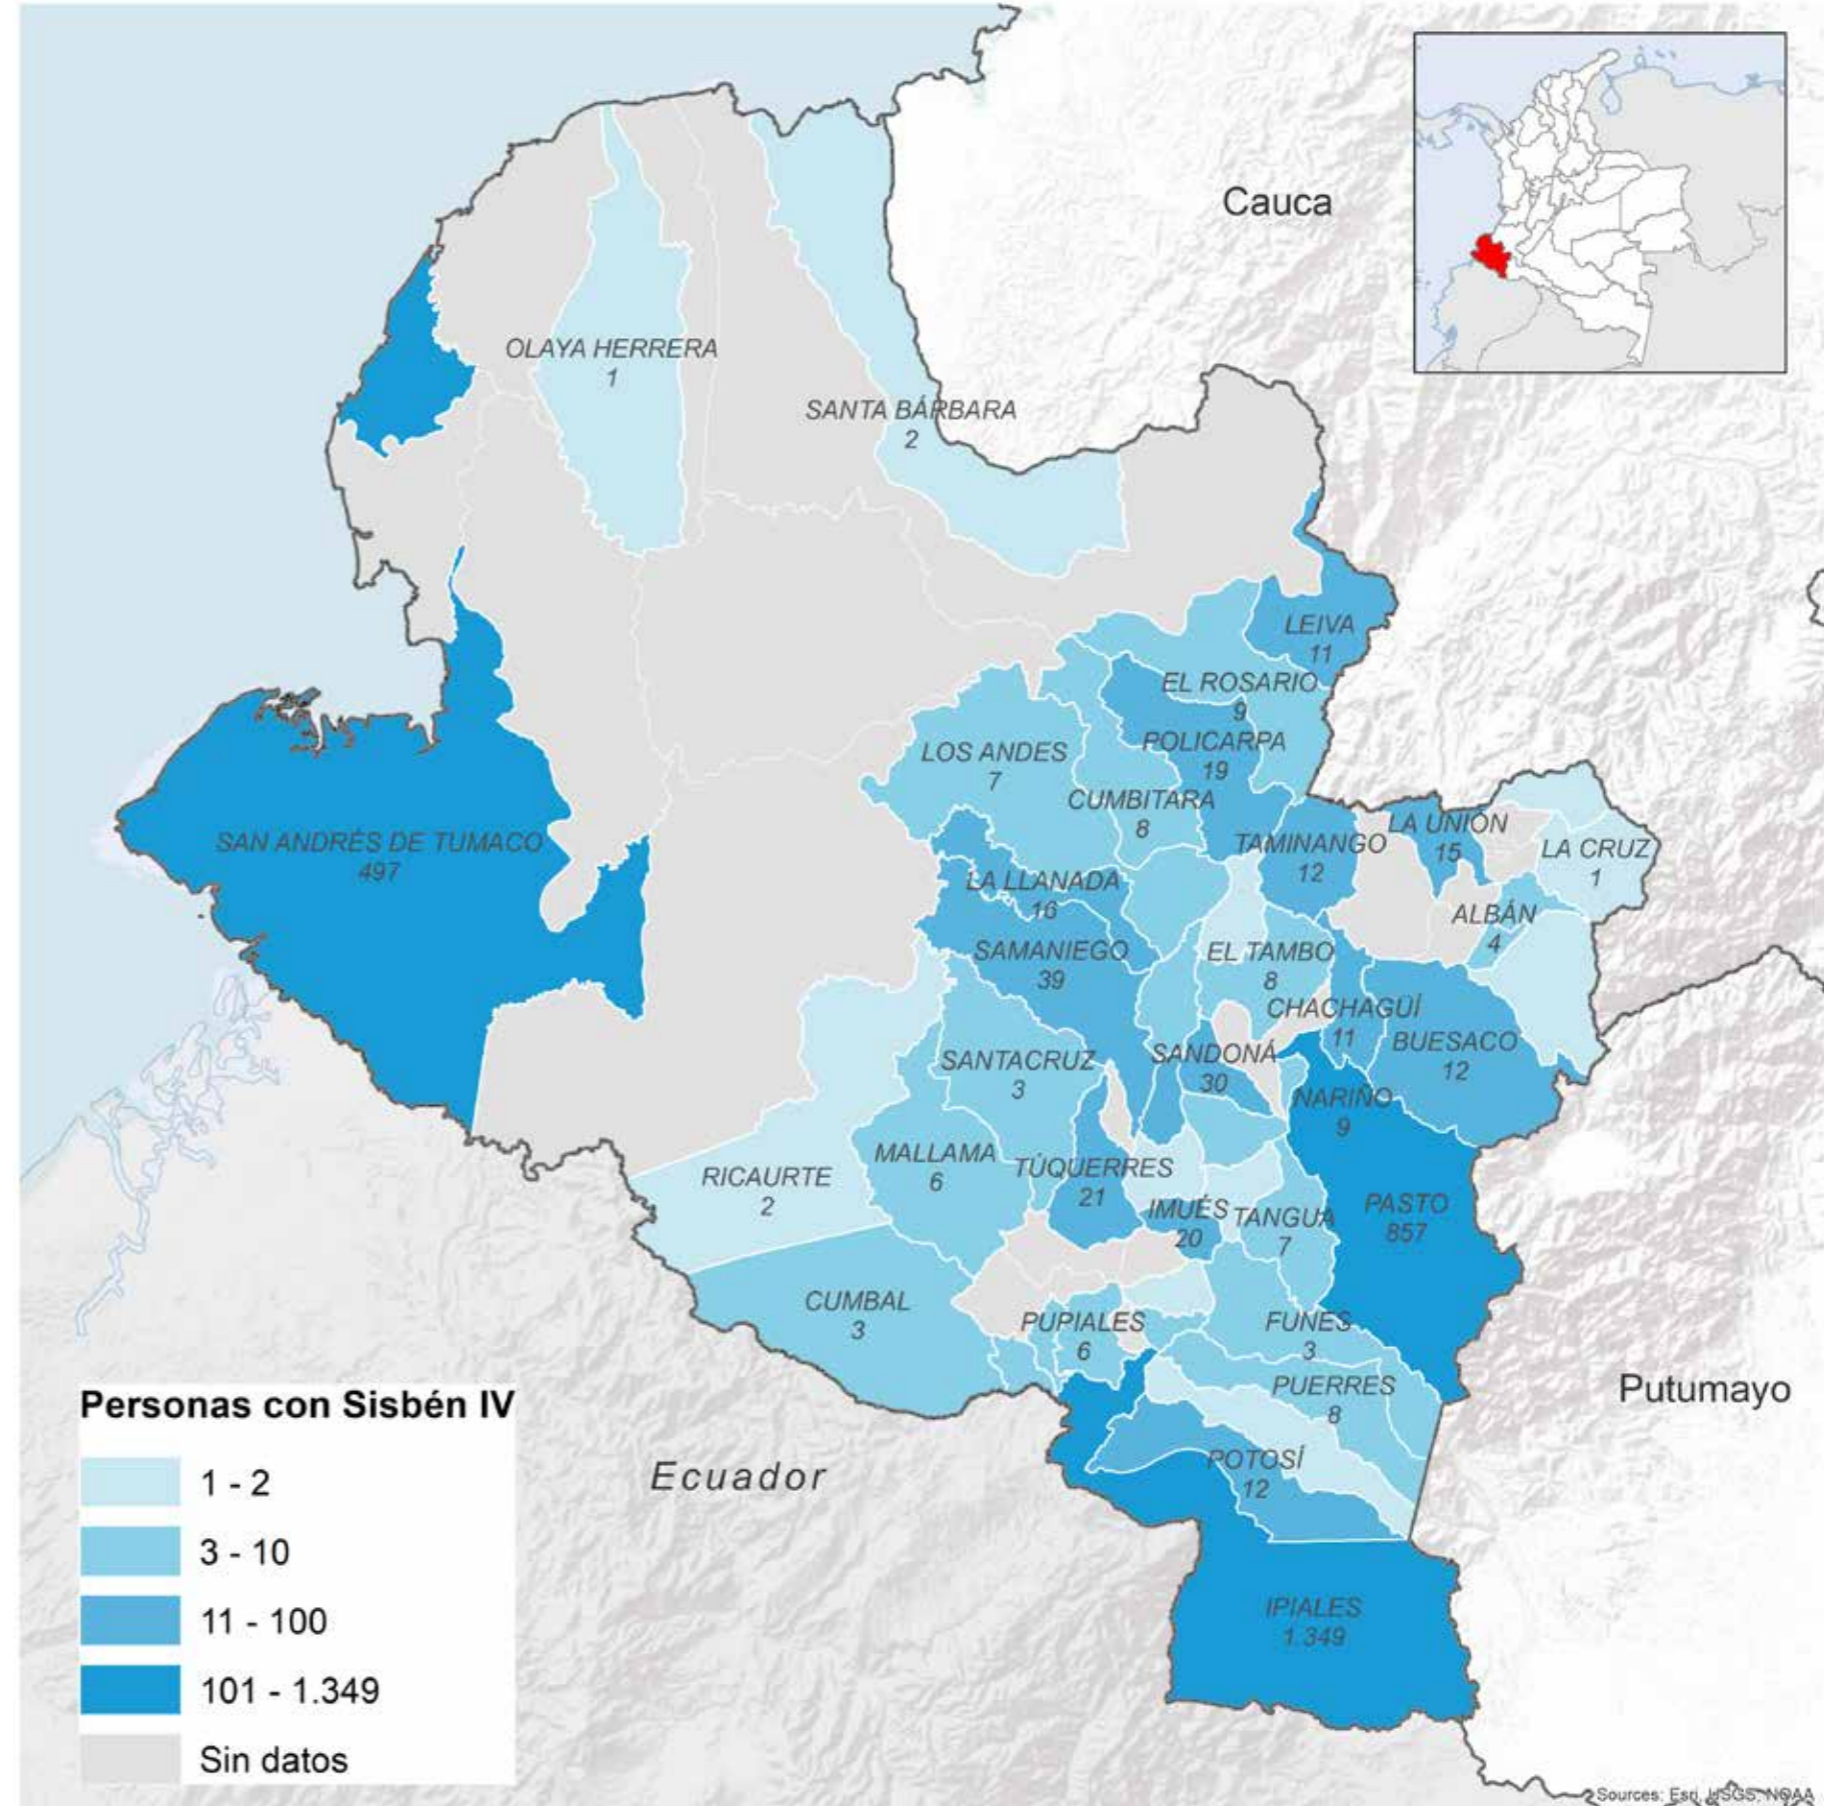 Cauca
OLAYA HERRERA
1
SANTA BÁRBARA
2
LEIVA
11
EL ROSARIO
9
POLICARPA
19
LOS ANDES
7
CUMBITARA
8
TAMINANGO
12
LA UNIÓN
15
LA CRUZ
1
SAN ANDRÉS DE TUMACO
497
LA LLANADA
16
ALBÁN
4
SAMANIEGO
39
EL TAMBO
8
CHACHAGÜÍ
11
BUESACO
12
SANTACRUZ
3
SANDONÁ
30
NARIÑO
9
MALLAMA
6
TÚQUERRES
21
RICAURTE
2
IMUÉS
20
TANGUA
7
PASTO
857
CUMBAL
3
PUPIALES
6
FUNES
3
PUERRES
8
Putumayo
POTOSÍ
12
Ecuador
IPIALES
1.349
Personas con Sisbén IV
1 - 2
3 - 10
11 - 100
101 - 1.349
Sin datos
Sources: Esri, USGS, NOAA